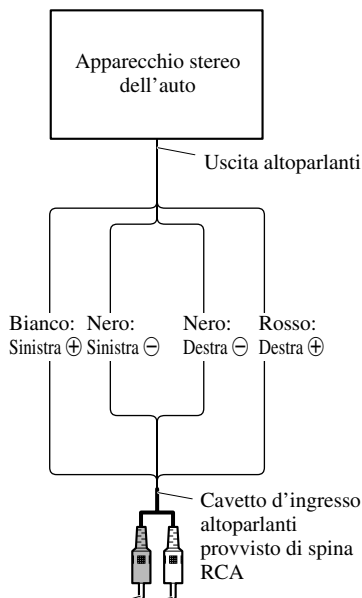 Apparecchio stereo
dell'auto
Uscita altoparlanti
Bianco:
Sinistra ⊕
Nero:
Sinistra ⊖
Nero:
Destra ⊖
Rosso:
Destra ⊕
Cavetto d'ingresso
altoparlanti
provvisto di spina
RCA